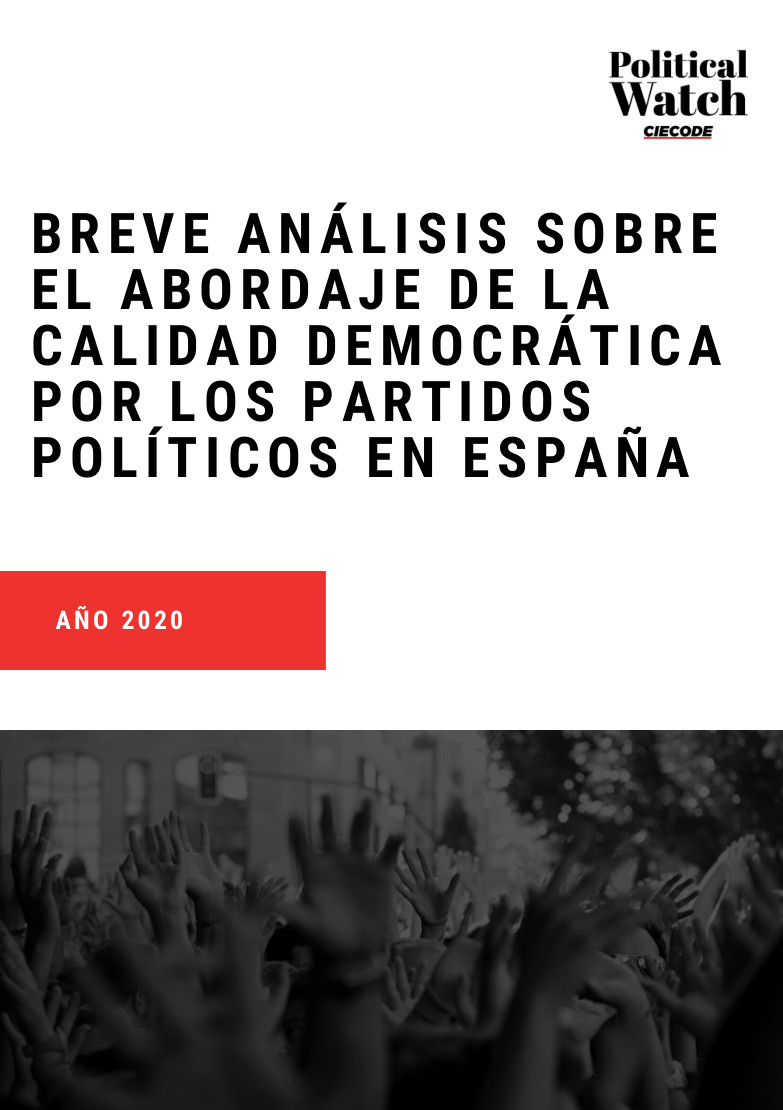 Political
Watch
CIECODE
BREVE ANÁLISIS SOBRE
EL ABORDAJE DE LA
CALIDAD DEMOCRÁTICA
POR LOS PARTIDOS
POLÍTICOS EN ESPAÑA
AÑO 2020